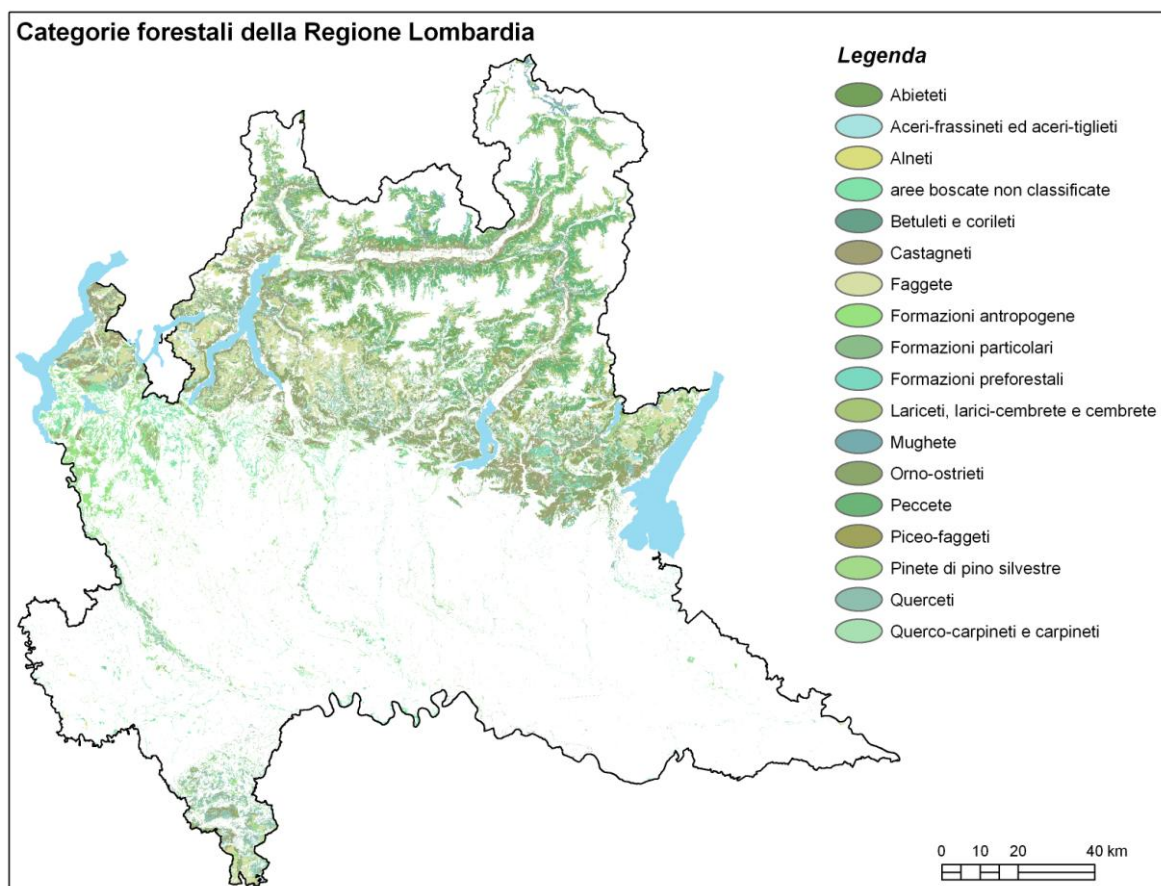 Categorie forestali della Regione Lombardia
Legenda
Abieteti
Aceri-frassineti ed aceri-tiglieti
Alneti
aree boscate non classificate
Betuleti e corileti
Castagneti
Faggete
Formazioni antropogene
Formazioni particolari
Formazioni preforestali
Lariceti, larici-cembrete e cembrete
Mughete
Orno-ostrieti
Peccete
Piceo-faggeti
Pinete di pino silvestre
Querceti
Querco-carpineti e carpineti
0 10 20 40 km